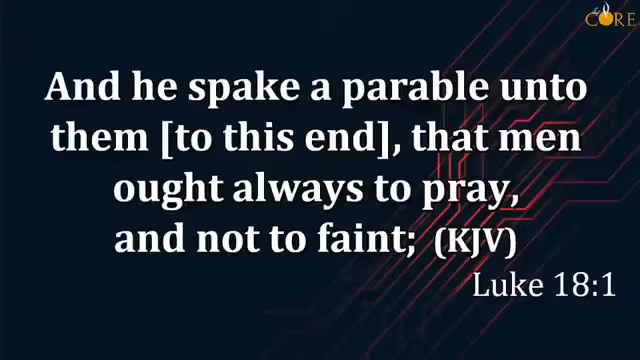 The CORE
And he spake a parable unto
them [to this end], that men
ought always to pray,
and not to faint; (KJV)
Luke 18:1